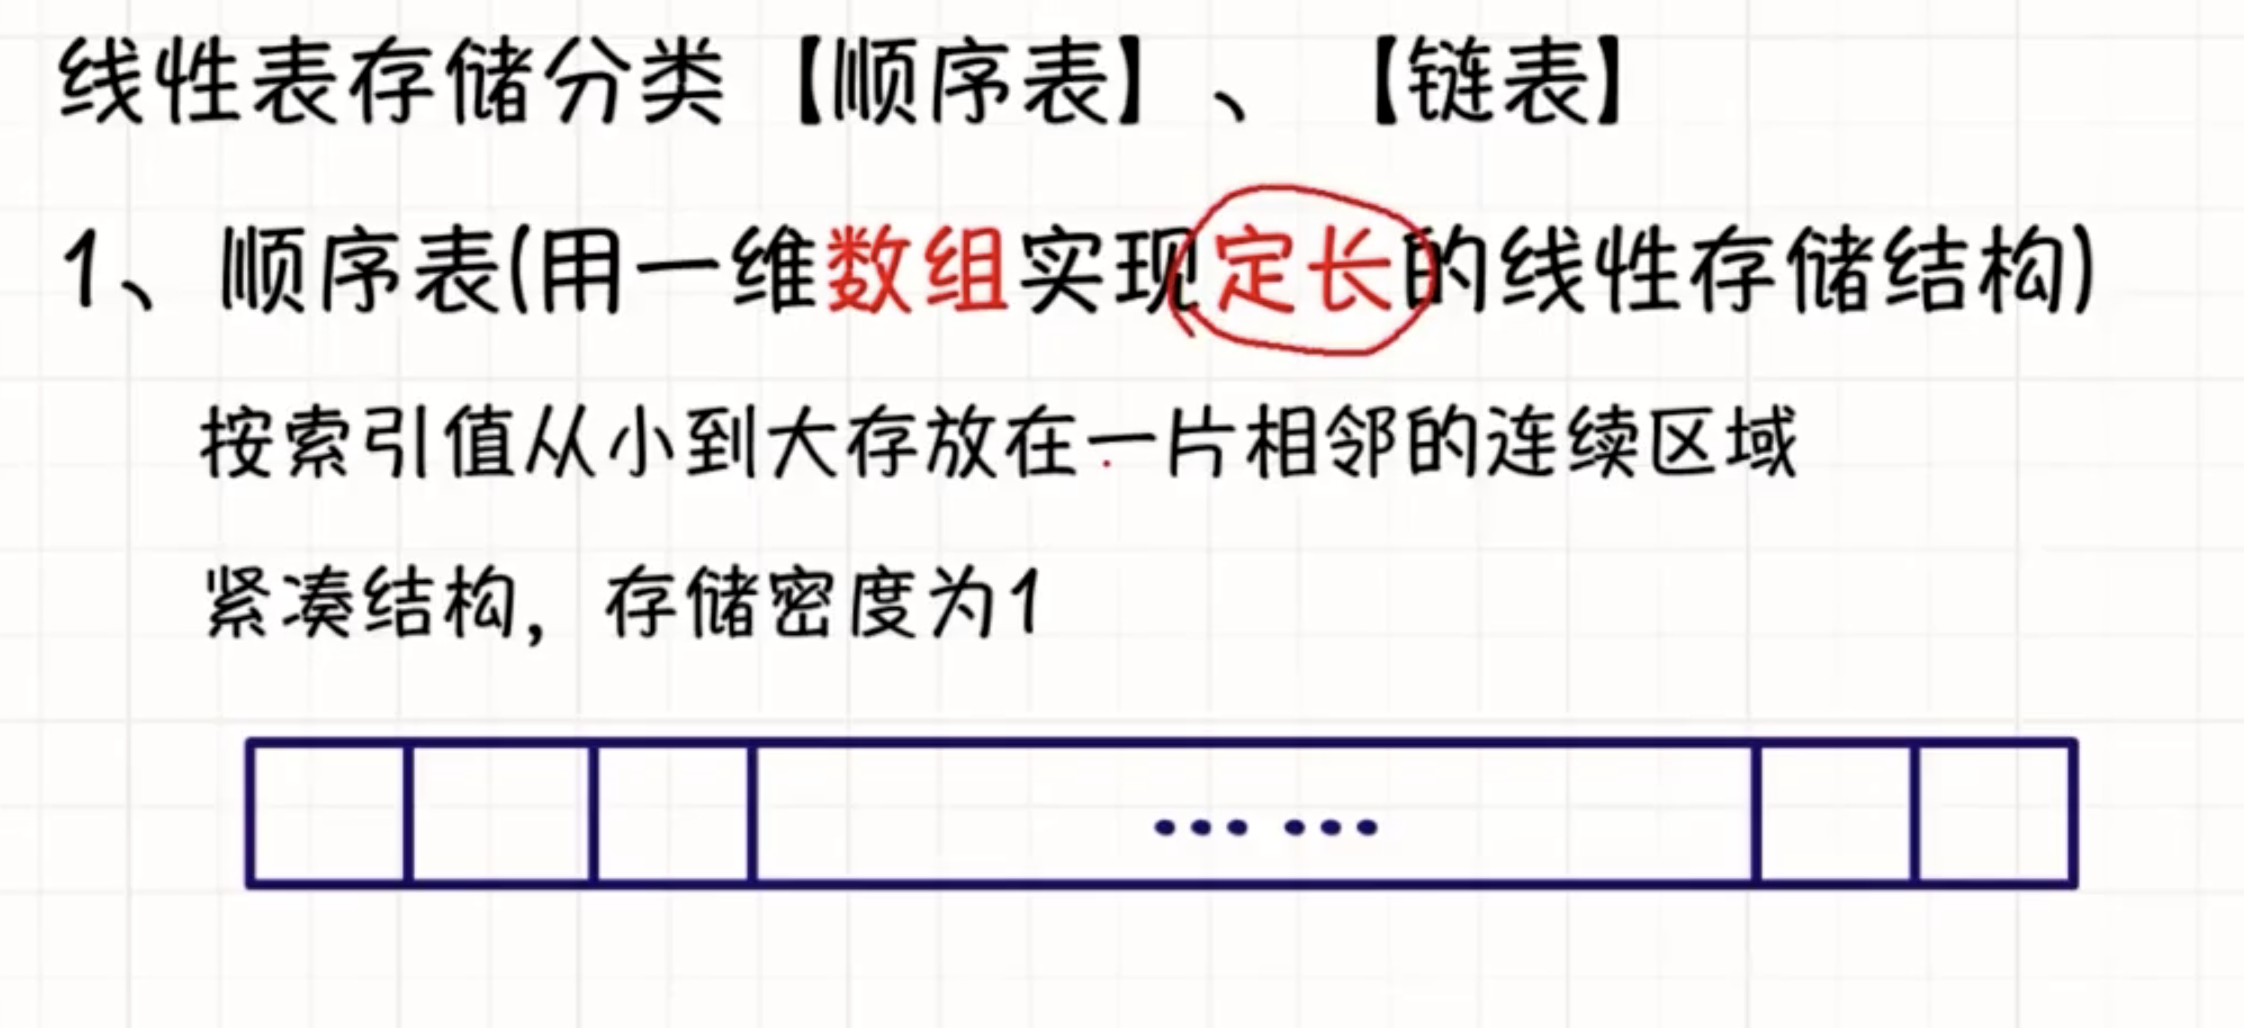 线性表存储分类【顺序表】、【链表】
1、顺序表(用一维数组实现定长的线性存储结构)
按索引值从小到大存放在一片相邻的连续区域
紧凑结构，存储密度为1
……